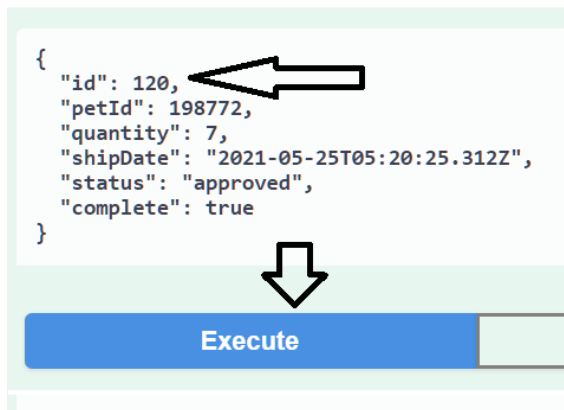 {
"id": 120,
"petId": 198772,
"quantity": 7,
"shipDate": "2021-05-25T05:20:25.312Z",
"status": "approved",
"complete": true
}
Execute